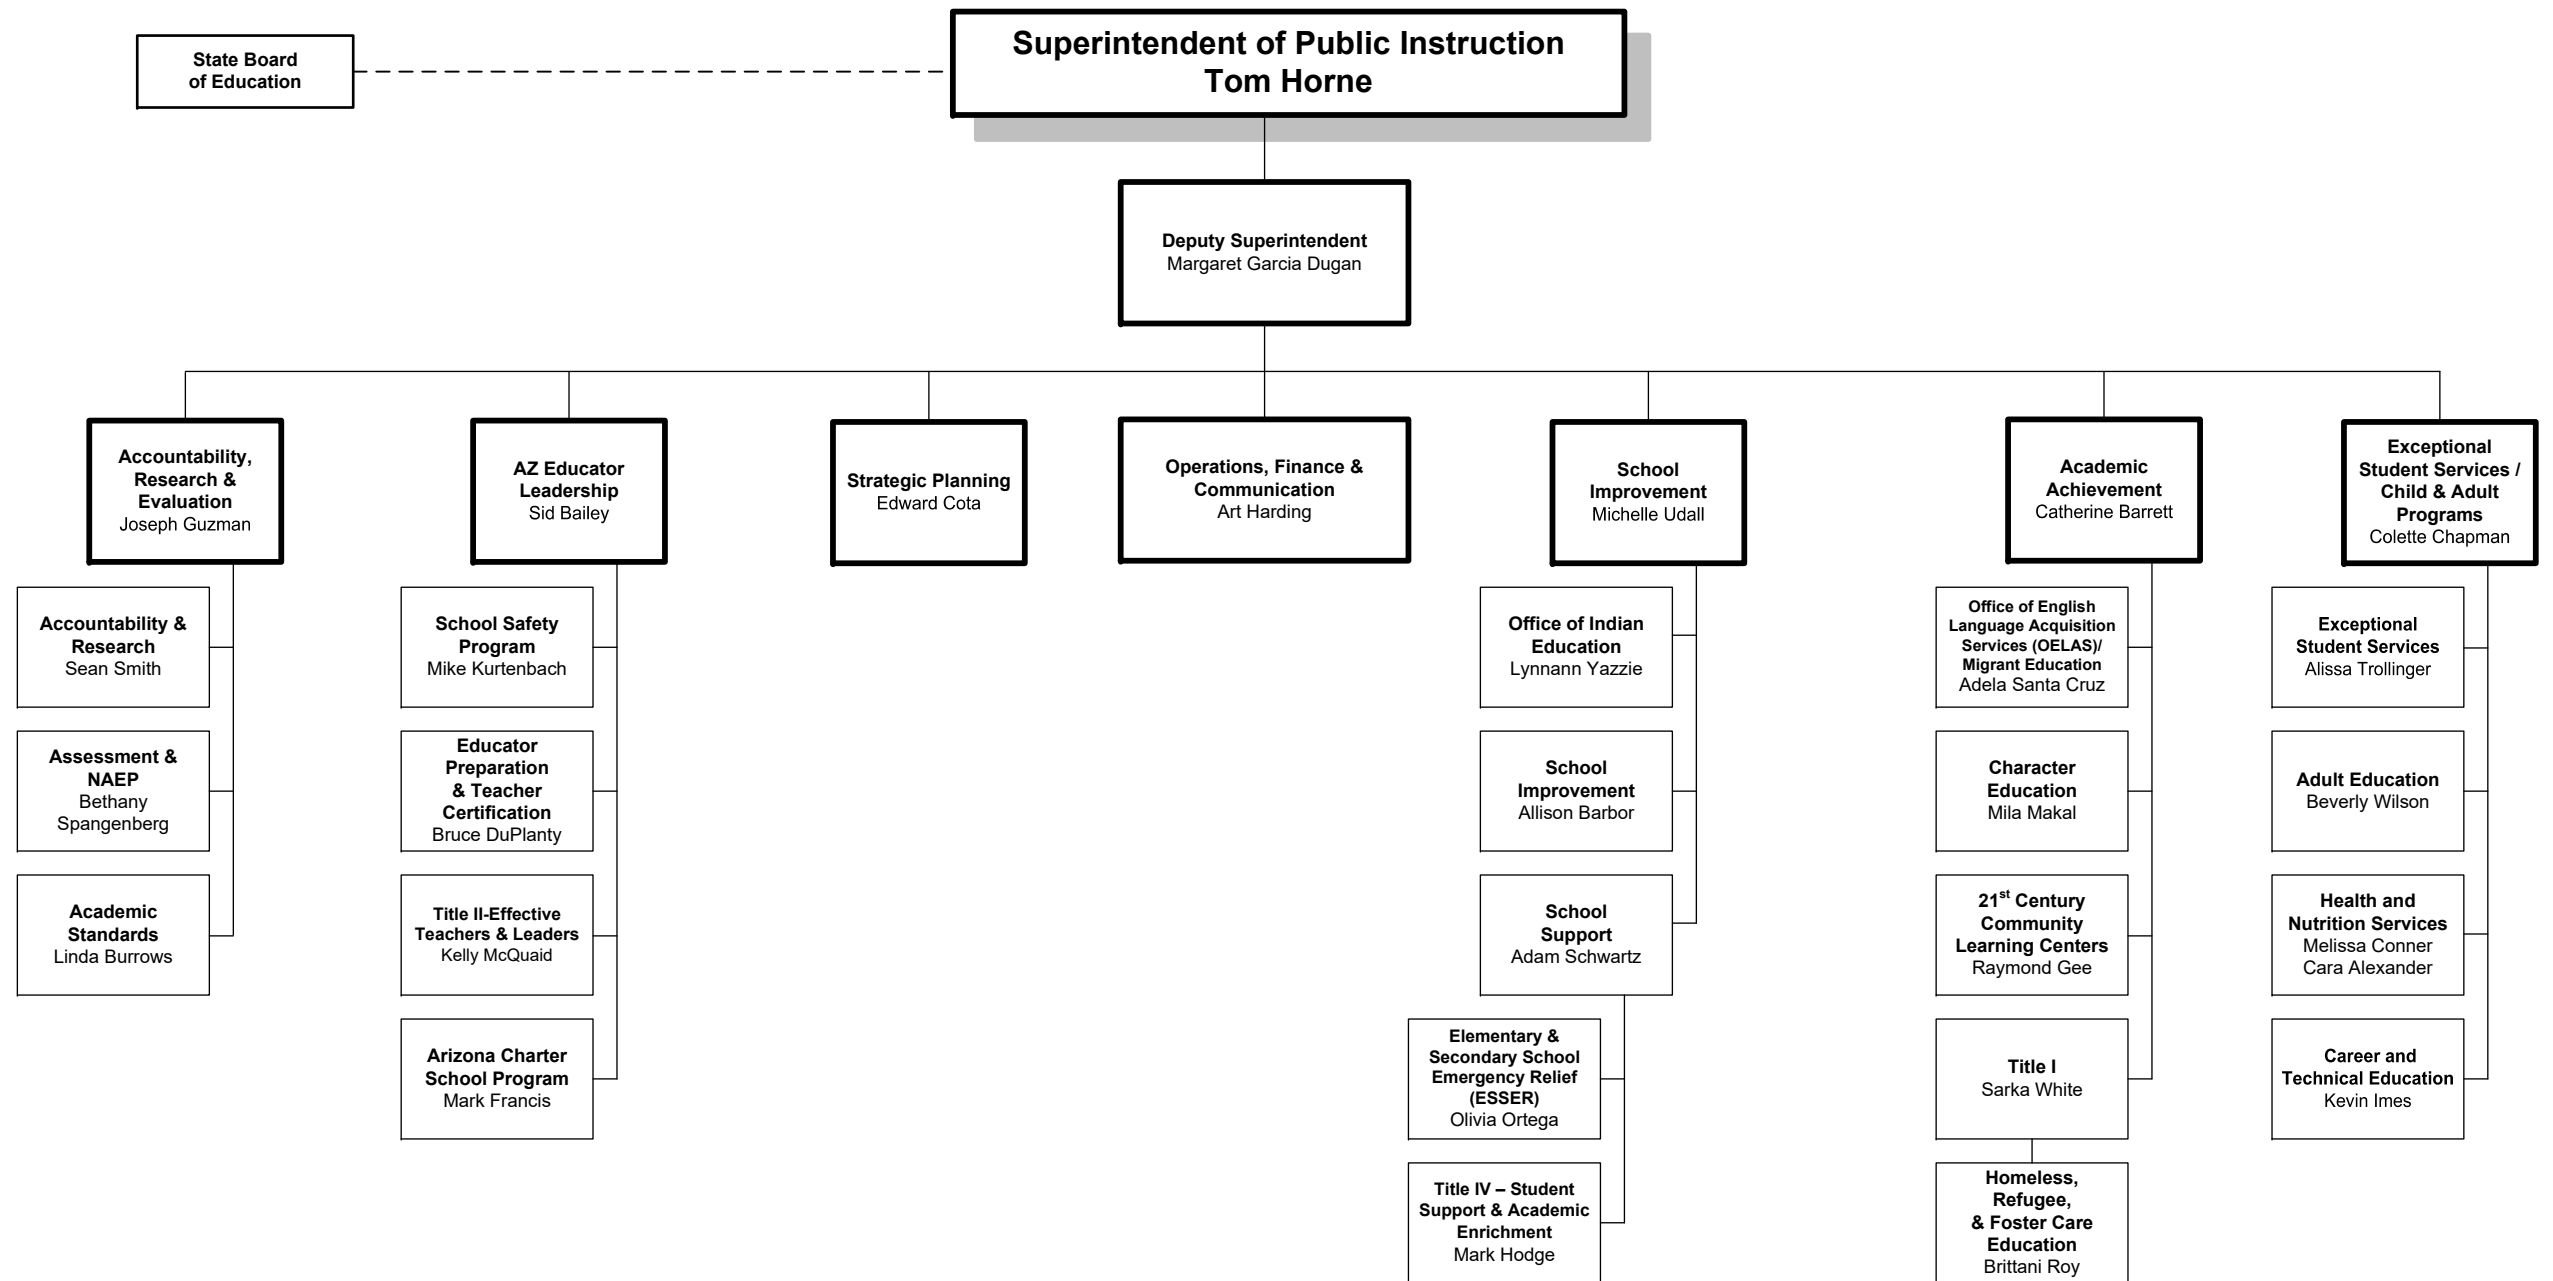 State Board
of Education
Superintendent of Public Instruction
Tom Horne
Deputy Superintendent
Margaret Garcia Dugan
Accountability,
Research &
Evaluation
Joseph Guzman
AZ Educator
Leadership
Sid Bailey
Strategic Planning
Edward Cota
Operations, Finance &
Communication
Art Harding
School
Improvement
Michelle Udall
Academic
Achievement
Catherine Barrett
Exceptional
Student Services /
Child & Adult
Programs
Colette Chapman
Accountability &
Research
Sean Smith
Assessment &
NAEP
Bethany
Spangenberg
Academic
Standards
Linda Burrows
School Safety
Program
Mike Kurtenbach
Educator
Preparation
& Teacher
Certification
Bruce DuPlanty
Title II-Effective
Teachers & Leaders
Kelly McQuaid
Arizona Charter
School Program
Mark Francis
Office of Indian
Education
Lynnann Yazzie
School
Improvement
Allison Barbor
School
Support
Adam Schwartz
Elementary &
Secondary School
Emergency Relief
(ESSER)
Olivia Ortega
Title IV – Student
Support & Academic
Enrichment
Mark Hodge
Office of English
Language Acquisition
Services (OELAS)/
Migrant Education
Adela Santa Cruz
Character
Education
Mila Makal
21st Century
Community
Learning Centers
Raymond Gee
Title I
Sarka White
Homeless,
Refugee,
& Foster Care
Education
Brittani Roy
Exceptional
Student Services
Alissa Trollinger
Adult Education
Beverly Wilson
Health and
Nutrition Services
Melissa Conner
Cara Alexander
Career and
Technical Education
Kevin Imes